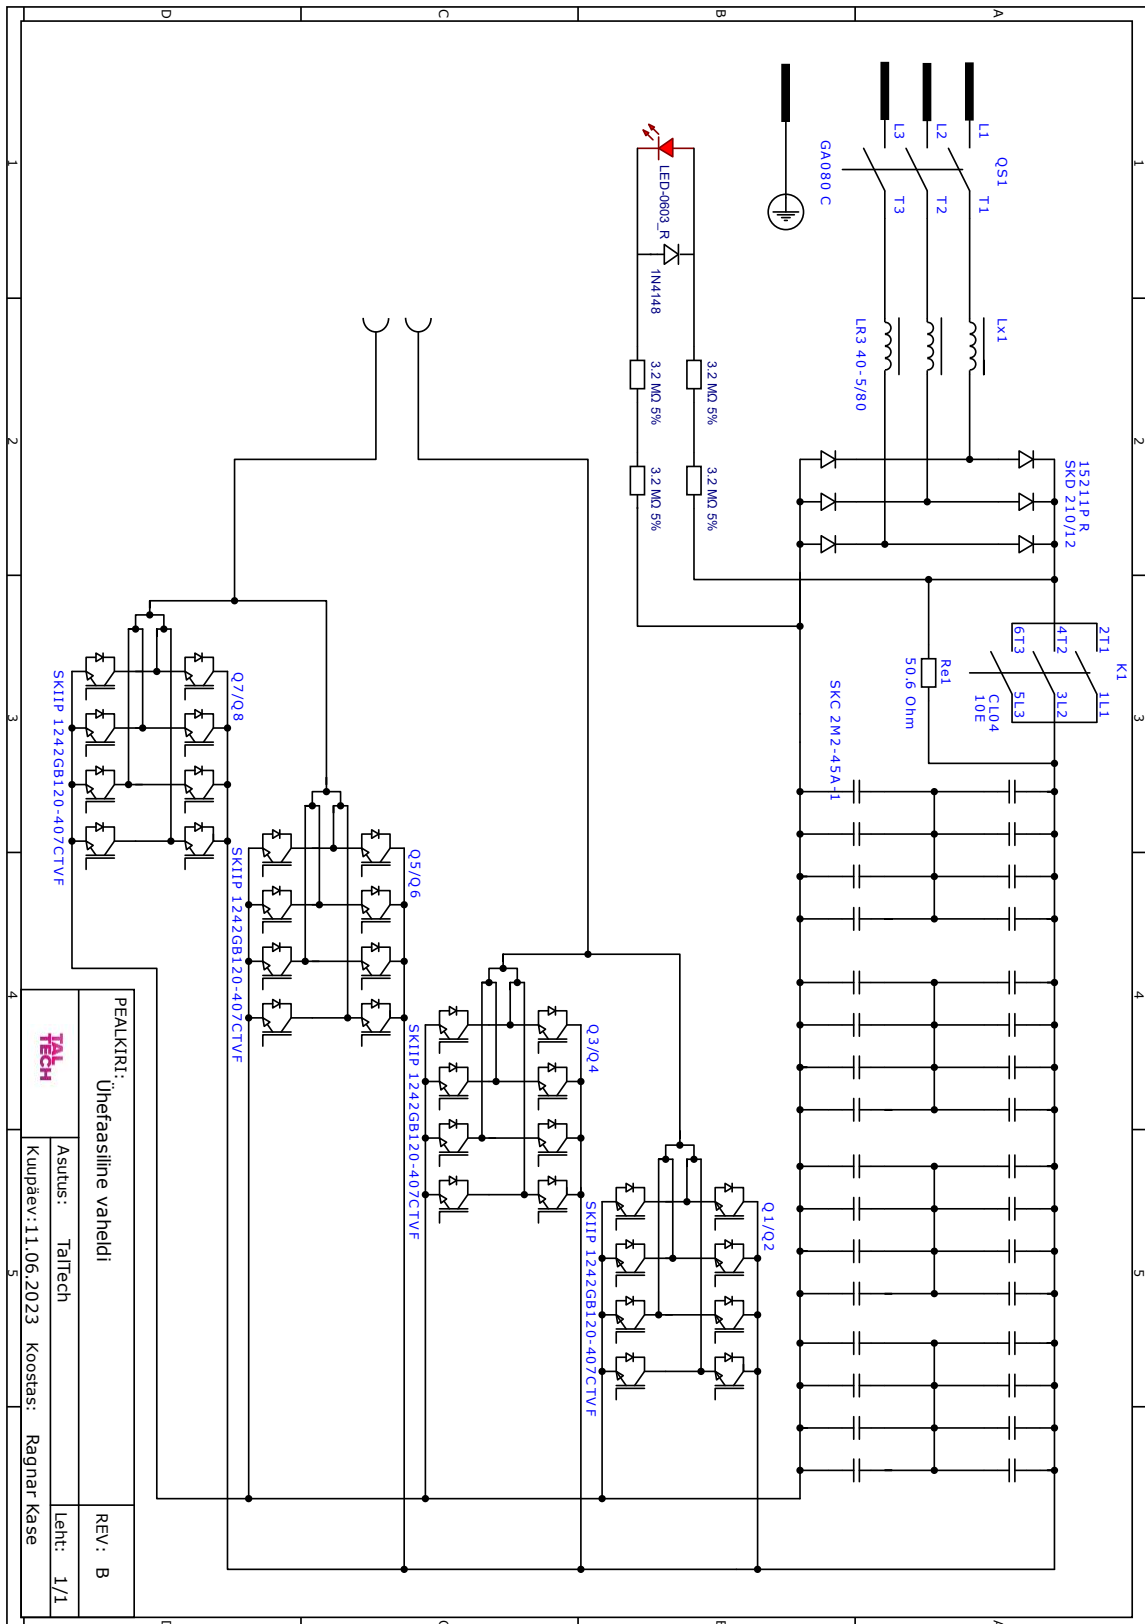 1
2
3
4
5
A
B
C
D
L1
L2
L3
QS1
T1
T2
T3
GA080 C
Lx1
LR3 40-5/80
15211P R
SKD 210/12
LED-0603_R
1N4148
3.2 MΩ 5%
3.2 MΩ 5%
3.2 MΩ 5%
3.2 MΩ 5%
K1
2T1
1L1
4T2
3L2
6T3
5L3
CL04
10E
Re1
50.6 Ohm
SKC 2M2-45A-1
Q1/Q2
SKIIP 1242GB120-407CTVF
Q3/Q4
SKIIP 1242GB120-407CTVF
Q5/Q6
SKIIP 1242GB120-407CTVF
Q7/Q8
SKIIP 1242GB120-407CTVF
PEALKIRI:
Ühefaasiline vaheldi
REV: B
TAL
TECH
Asutus: TalTech
Leht: 1/1
Kuupäev:11.06.2023 Koostas: Ragnar Kase
1
2
3
4
5